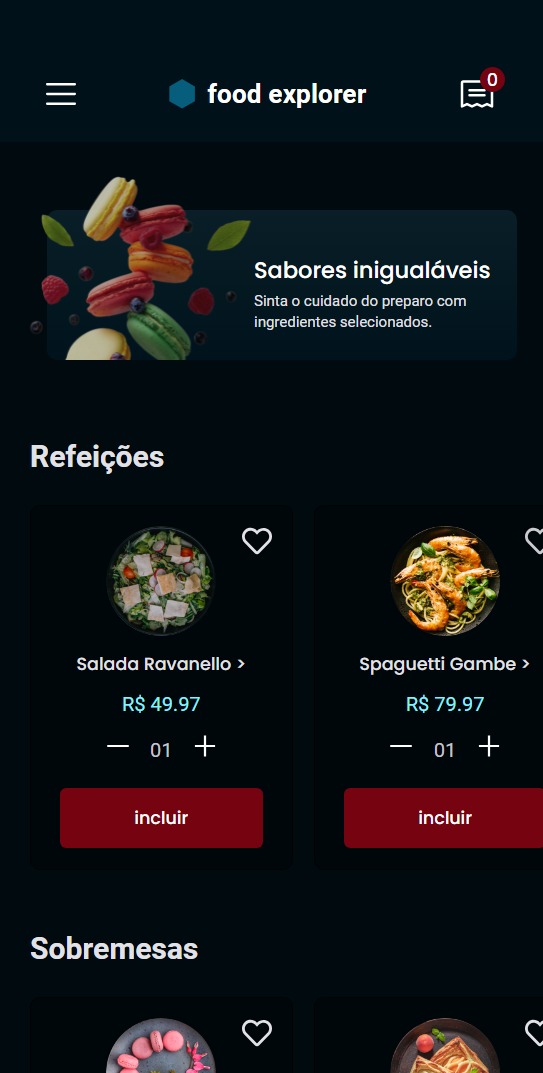 food explorer
0
Sabores inigualáveis
Sinta o cuidado do preparo com
ingredientes selecionados.
Refeições
Salada Ravanello >
R$ 49.97
01
incluir
Spaguetti Gambe >
R$ 79.97
01
incluir
Sobremesas